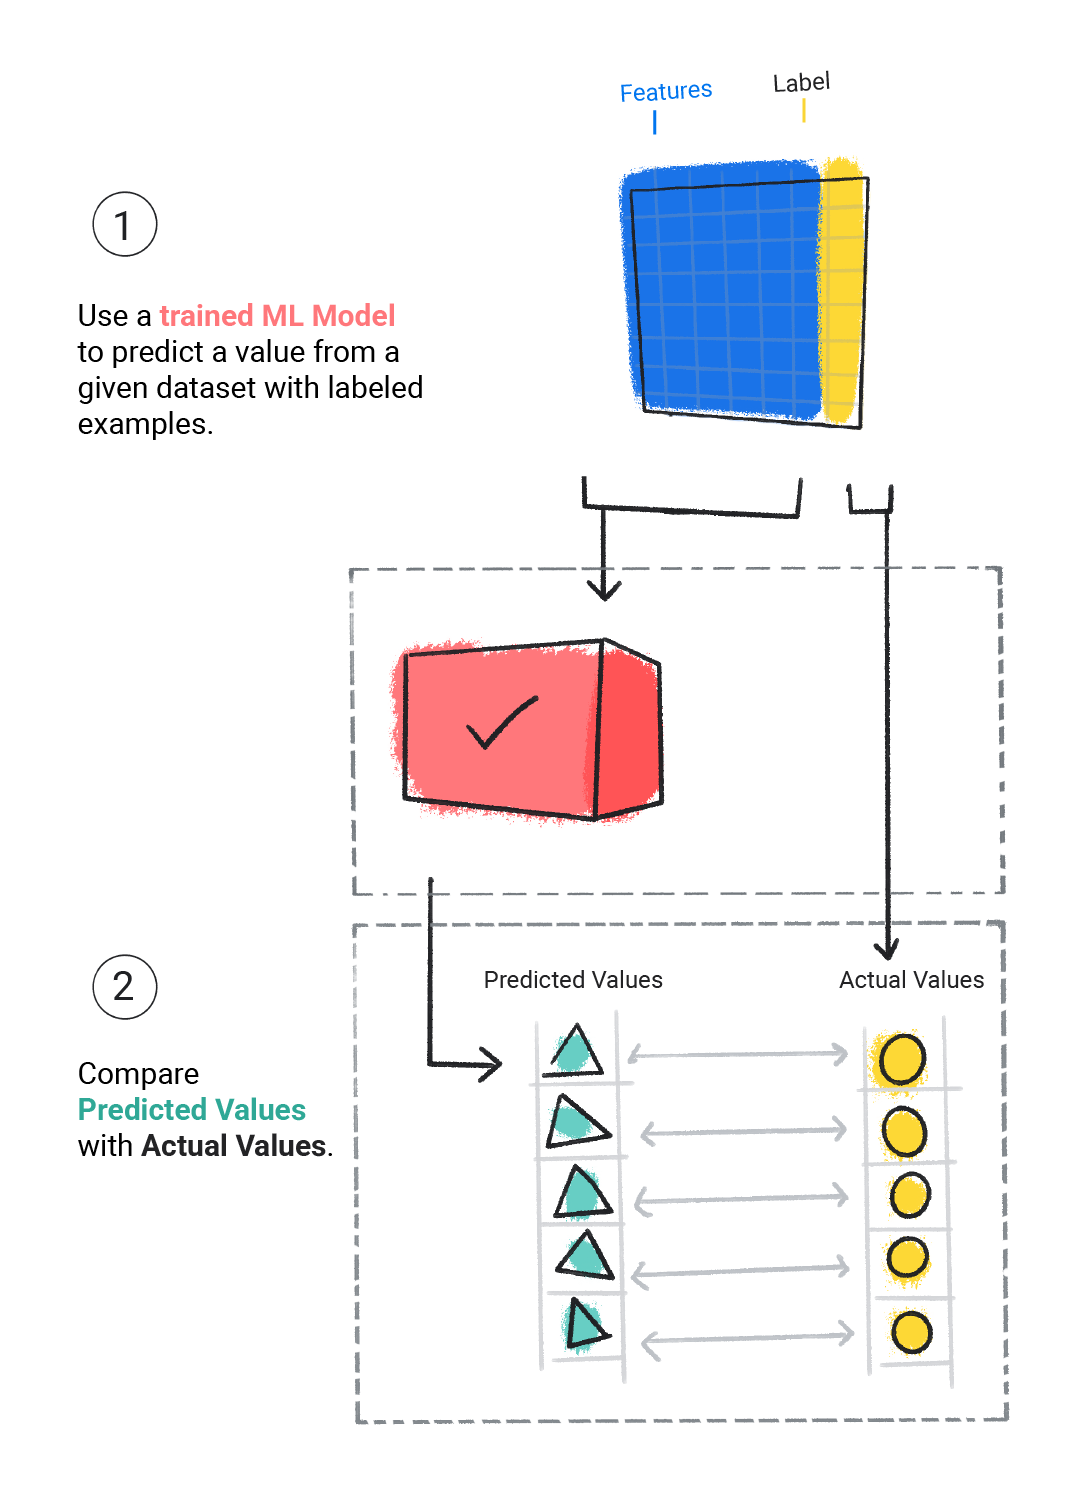 Features
Label
1
Use a trained ML Model
to predict a value from a
given dataset with labeled
examples.
2
Compare
Predicted Values
with Actual Values.
Predicted Values
Actual Values